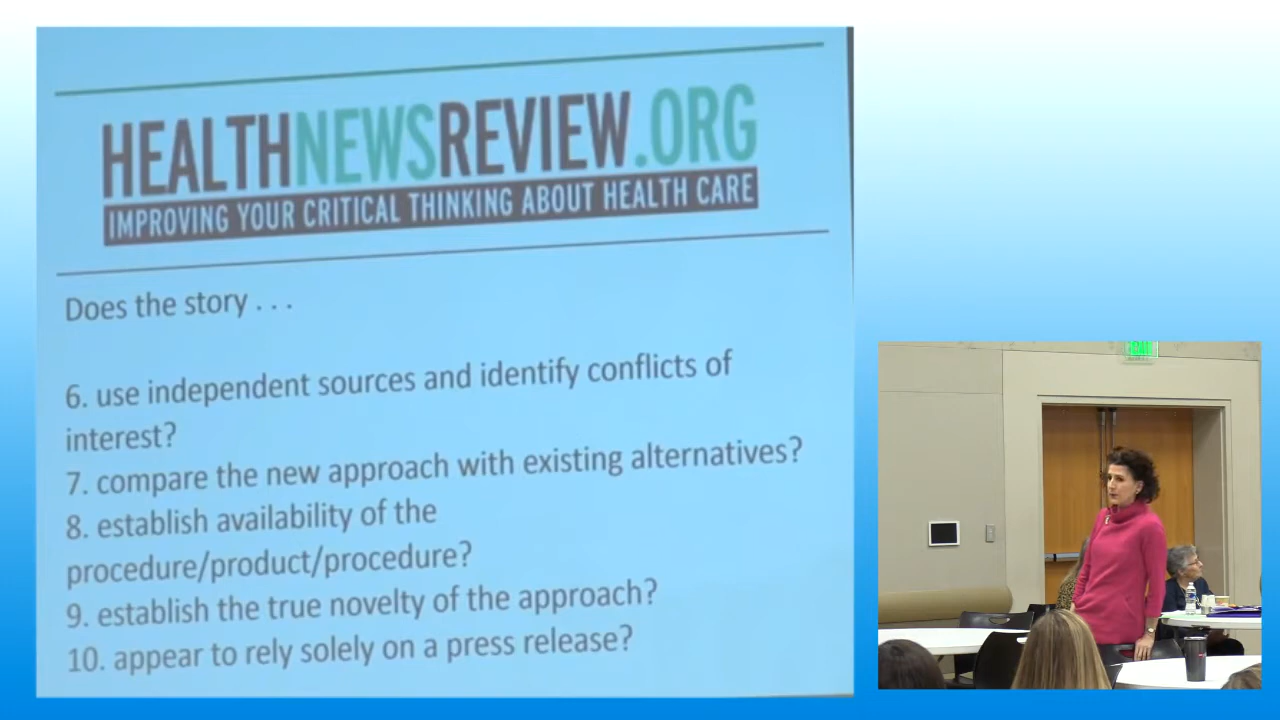 HEALTHNEWSREVIEW.ORG
IMPROVING YOUR CRITICAL THINKING ABOUT HEALTH CARE
Does the story . . .
6. use independent sources and identify conflicts of
interest?
7. compare the new approach with existing alternatives?
8. establish availability of the
procedure/product/procedure?
9. establish the true novelty of the approach?
10. appear to rely solely on a press release?
EXIT